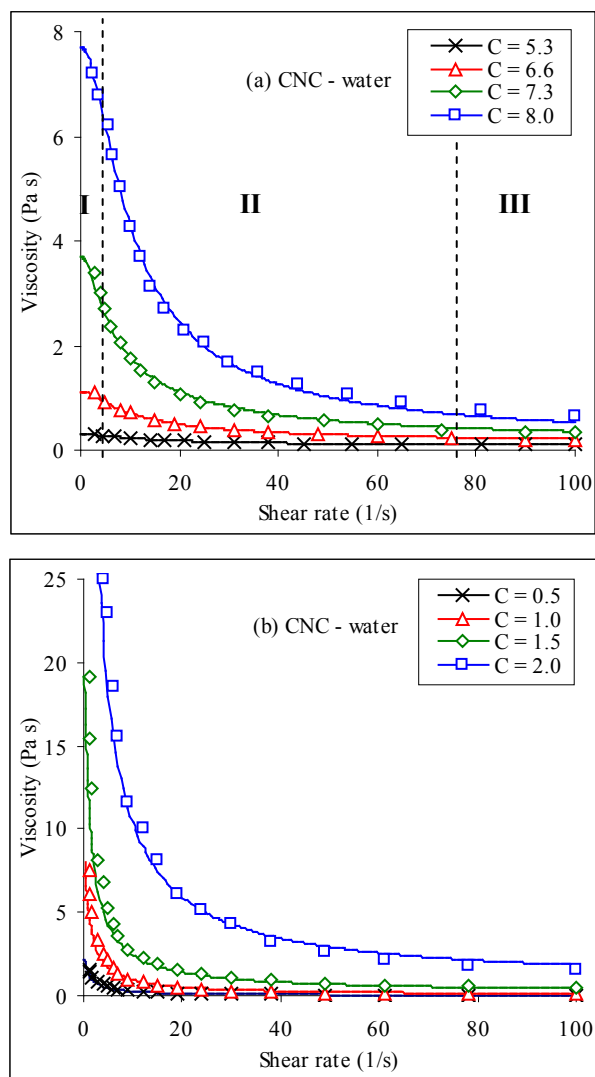 8
6
4
2
0
Viscosity (Pa s)
(a) CNC - water
C = 5.3
C = 6.6
C = 7.3
C = 8.0
I
II
III
0
20
40
60
80
100
Shear rate (1/s)
25
20
15
10
5
0
Viscosity (Pa s)
(b) CNC - water
C = 0.5
C = 1.0
C = 1.5
C = 2.0
0
20
40
60
80
100
Shear rate (1/s)